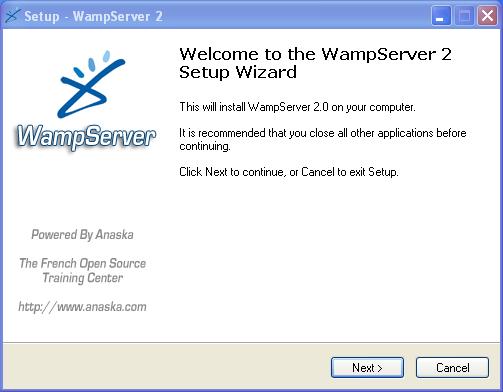 Setup - WampServer 2
Welcome to the WampServer 2
Setup Wizard
This will install WampServer 2.0 on your computer.
It is recommended that you close all other applications before
continuing.
Click Next to continue, or Cancel to exit Setup.
WampServer
Powered By Anaska
The French Open Source
Training Center
http://www.anaska.com
Next >
Cancel